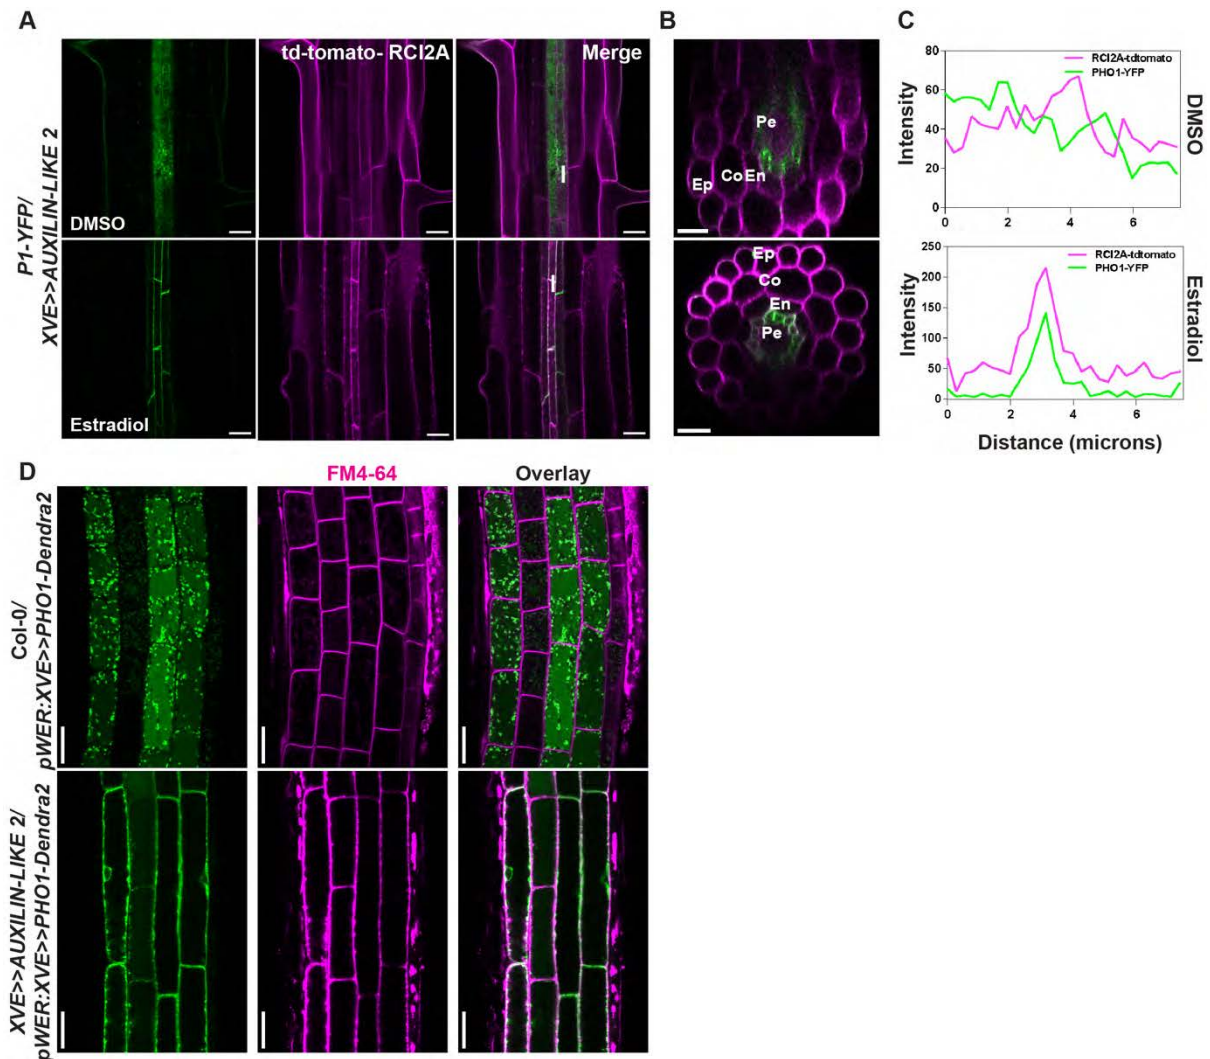 A
P1-YFP/
XVE>>AUXILIN-LIKE 2
td-tomato- RCI2A
Merge
DMSO
Estradiol
B
Pe
Co
En
Ep
Ep
Co
En
Pe
C
80
60
40
20
0
Intensity
RCI2A-tdtomato
PHO1-YFP
0
2
4
6
DMSO
250
200
150
100
50
0
Intensity
RCI2A-tdtomato
PHO1-YFP
0
2
4
6
Estradiol
Distance (microns)
D
FM4-64
Overlay
Col-0/
pWER:XVE>>PHO1-Dendra2
XVE>>AUXILIN-LIKE 2/
pWER:XVE>>PHO1-Dendra2